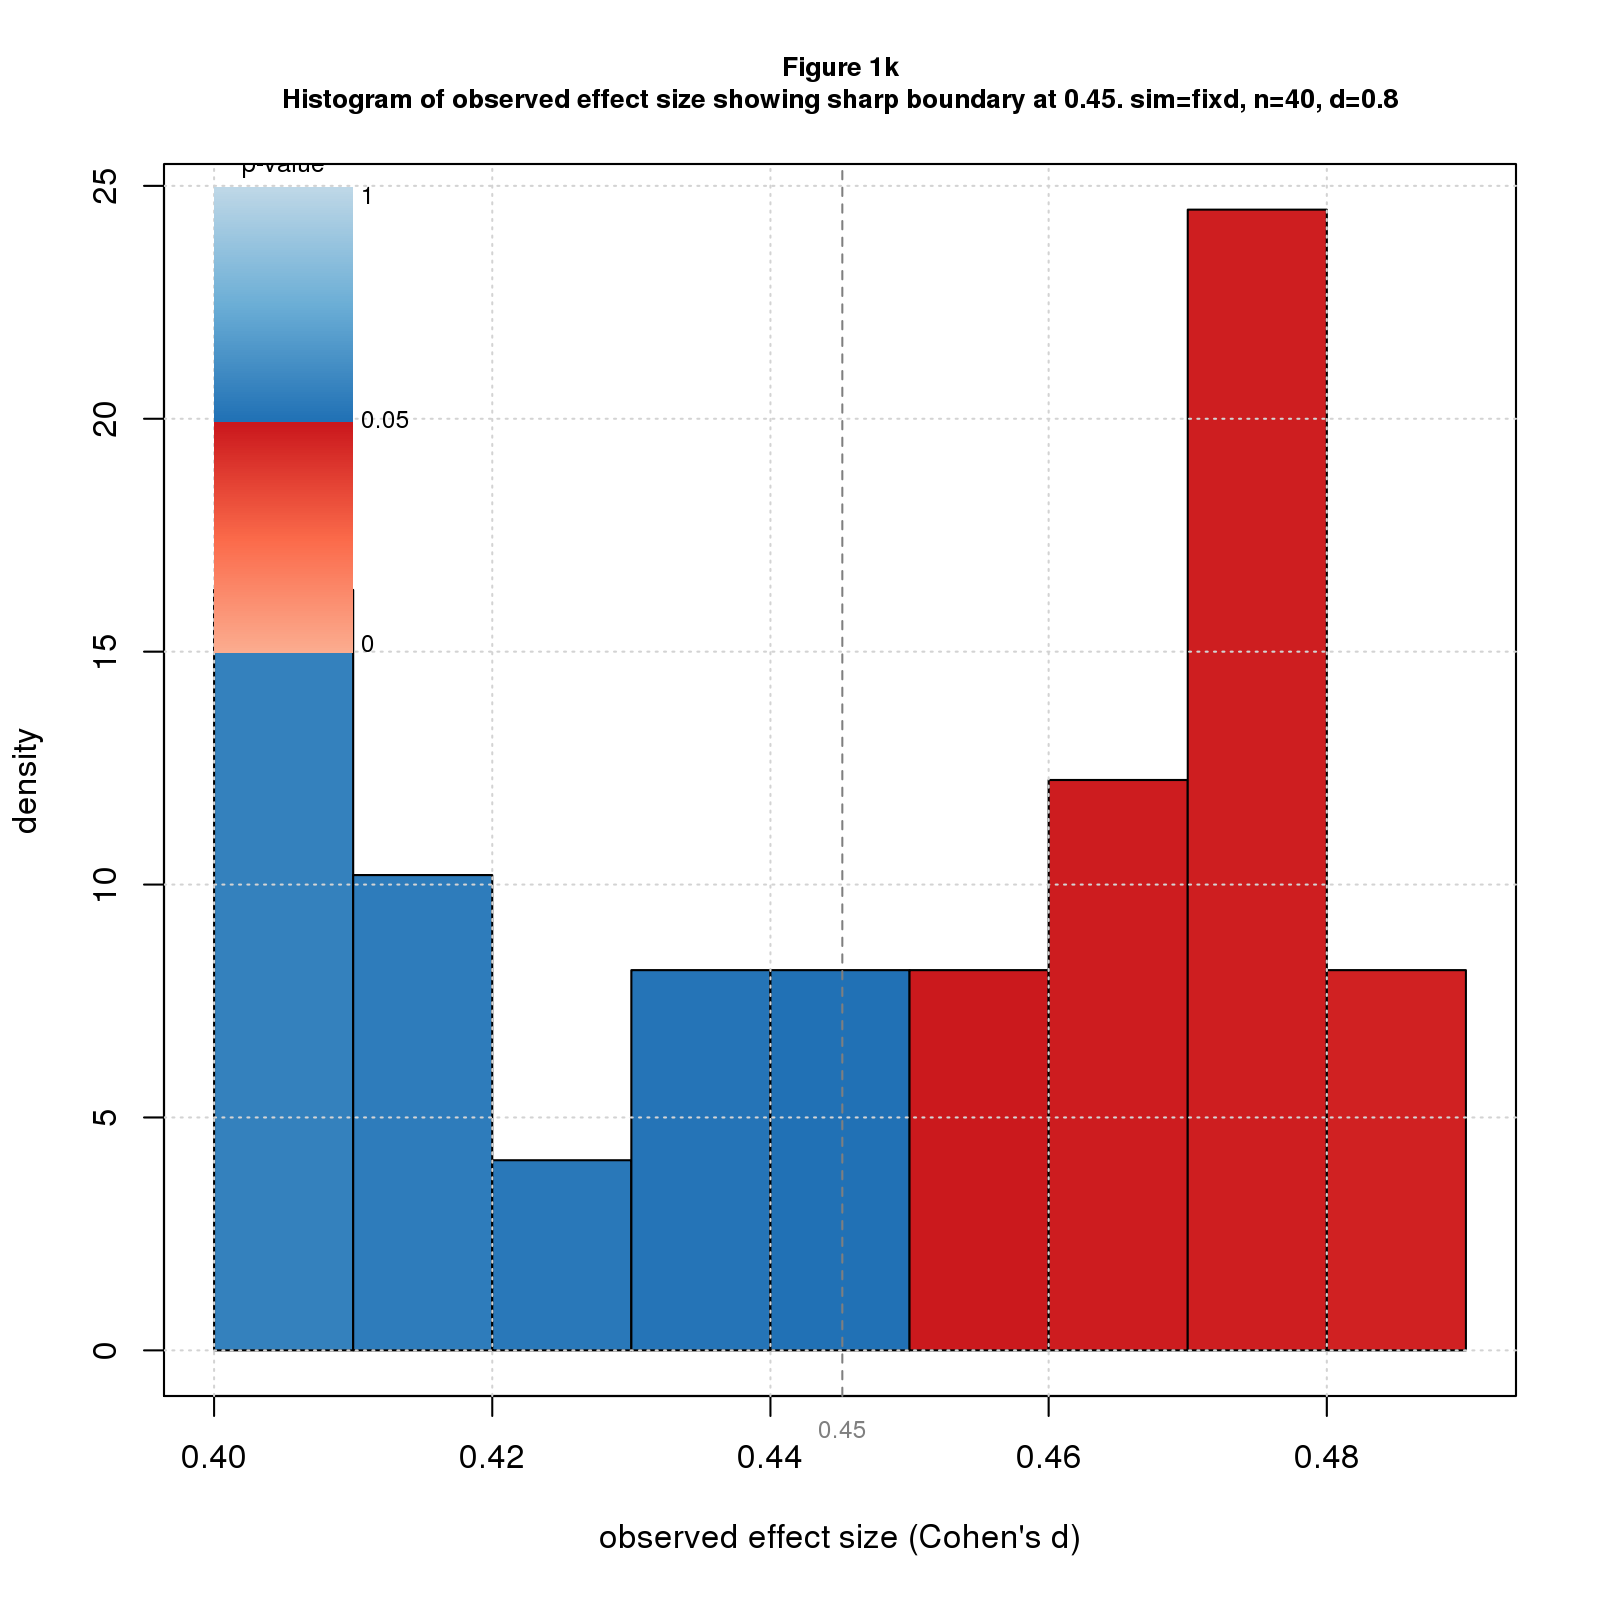 Figure 1k
Histogram of observed effect size showing sharp boundary at 0.45. sim=fixd, n=40, d=0.8
p-value
1
0.05
0
25
20
15
10
5
0
density
0.45
0.40 0.42 0.44 0.46 0.48
observed effect size (Cohen's d)